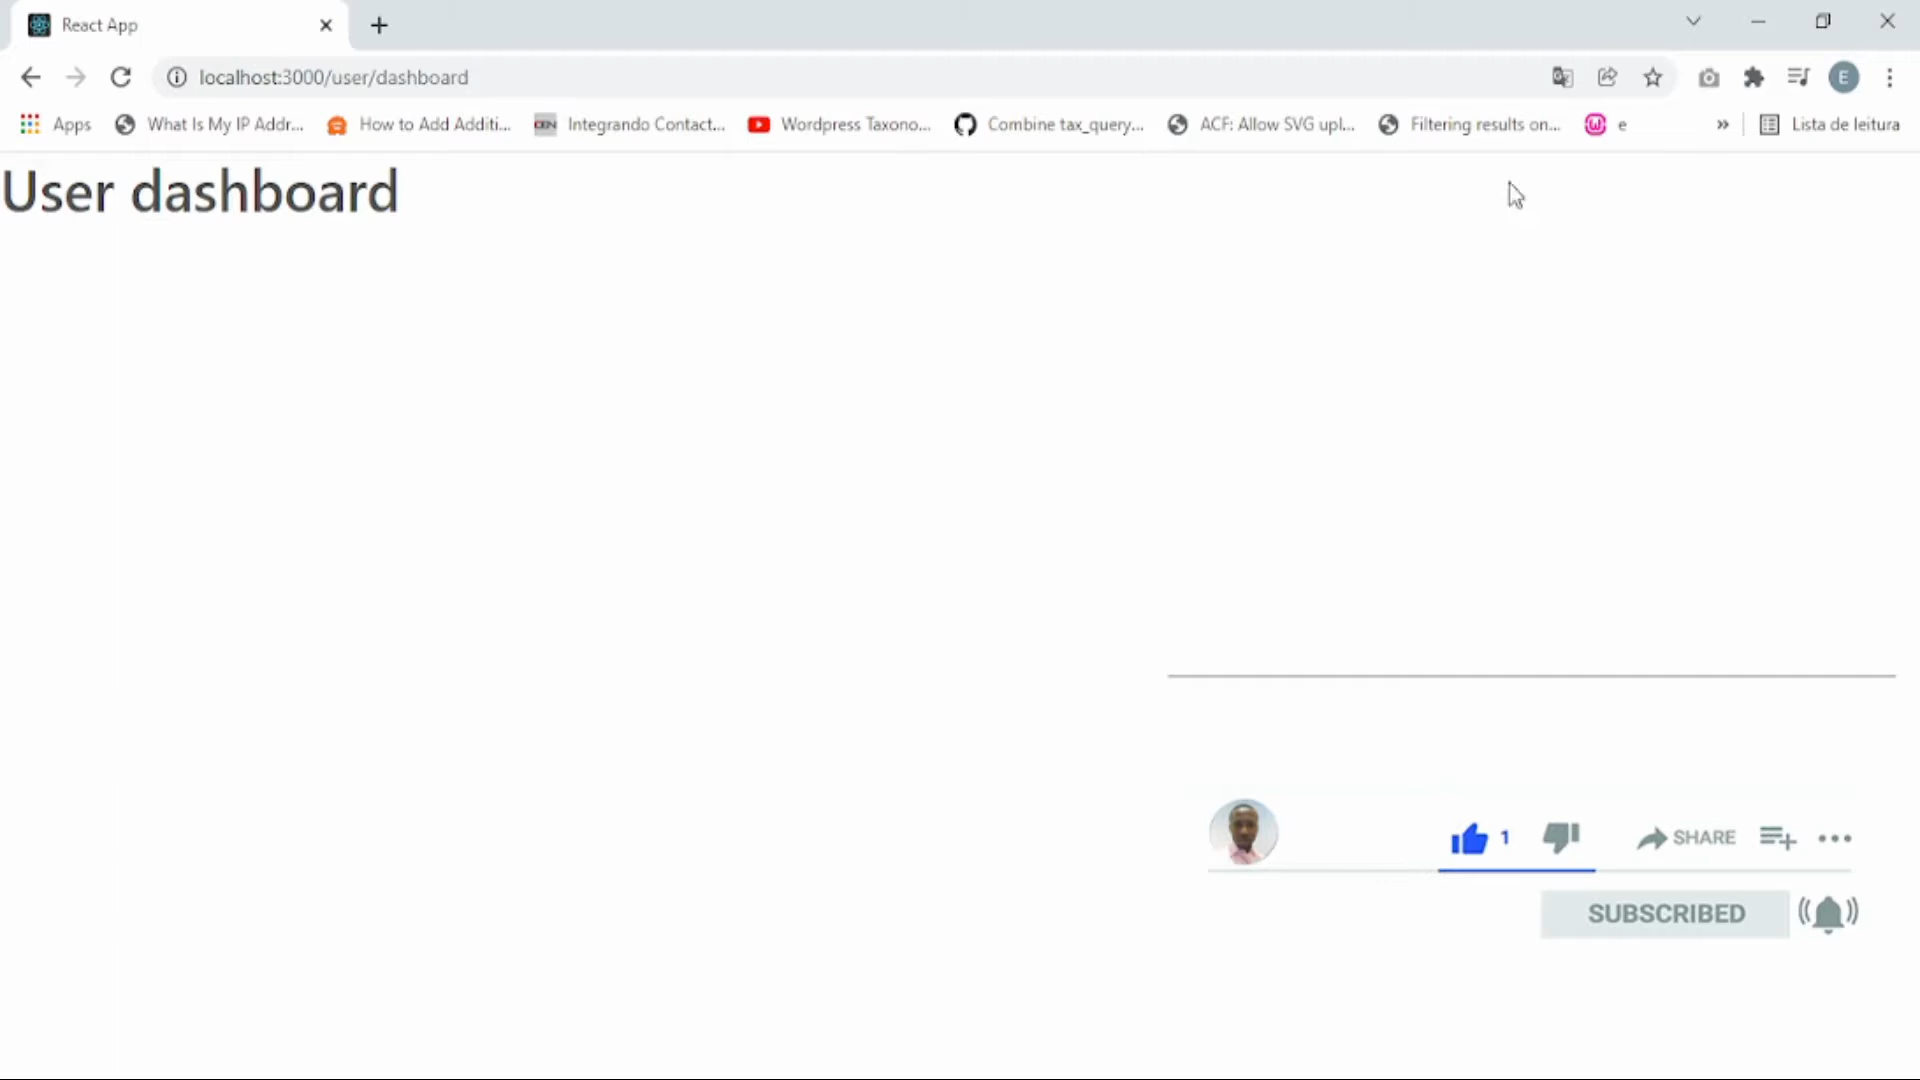 React App
localhost:3000/user/dashboard
E
Apps What Is My IP Addr... How to Add Additi... Integrando Contact... Wordpress Taxono... Combine tax_query... ACF: Allow SVG upl... Filtering results on... e » Lista de leitura
User dashboard
1 SHARE
SUBSCRIBED